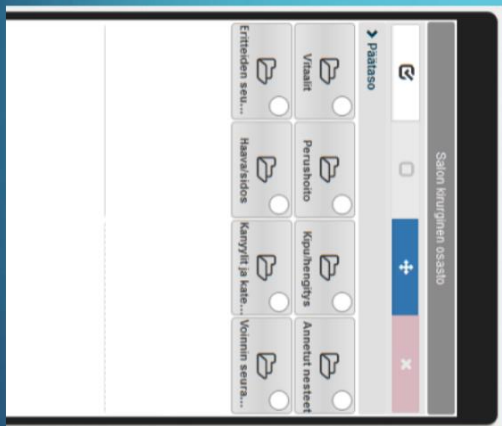 Salon kirurginen osasto
Päätaso
Vitaalit
Perushoito
Kipu/hengitys
Annetut nesteet
Eritteiden seu...
Haava/sidos
Kanyylit ja kate...
Voinnin seura...